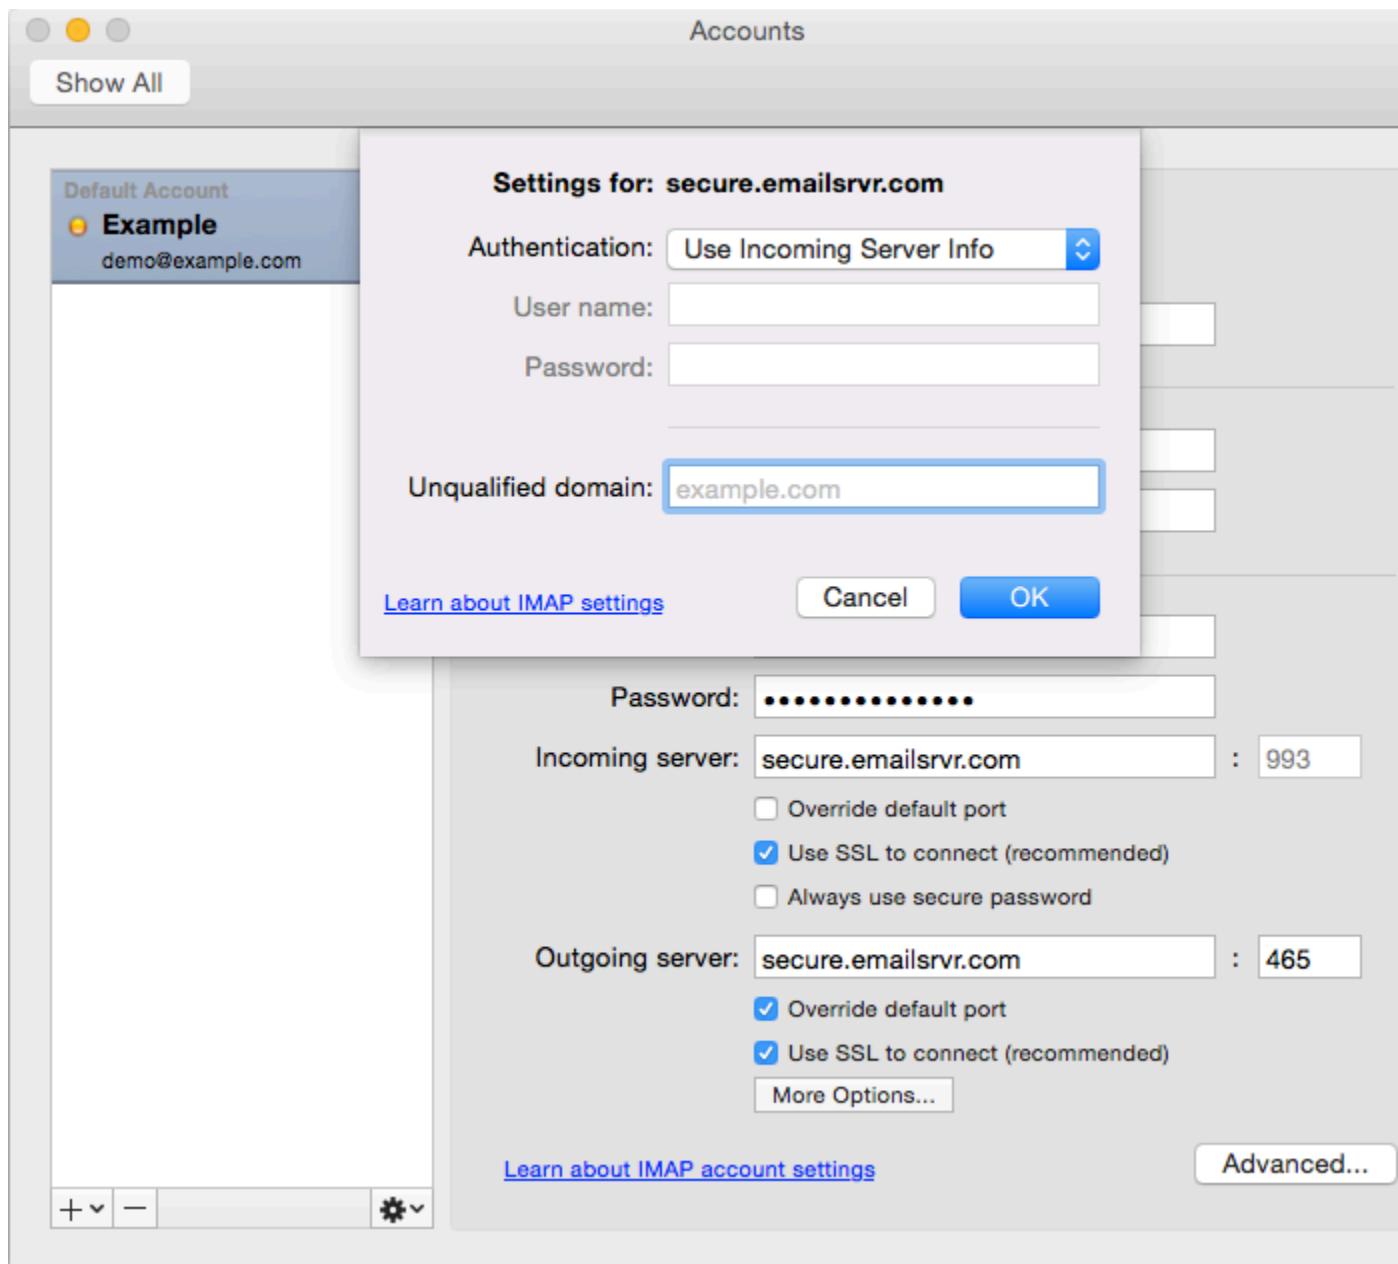 Accounts
Show All
Default Account
Example
demo@example.com
Settings for: secure.emailsrvr.com
Authentication: Use Incoming Server Info
User name:
Password:
Unqualified domain: example.com
Learn about IMAP settings Cancel OK
Password: ••••••••••••••
Incoming server: secure.emailsrvr.com : 993
Override default port
Use SSL to connect (recommended)
Always use secure password
Outgoing server: secure.emailsrvr.com : 465
Override default port
Use SSL to connect (recommended)
More Options...
Learn about IMAP account settings Advanced...